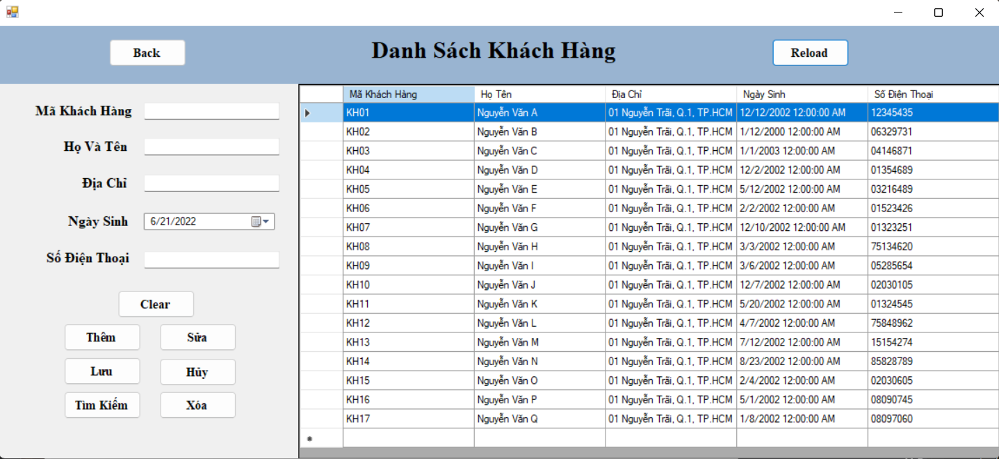 Back
Danh Sách Khách Hàng
Reload
Mã Khách Hàng
Họ Và Tên
Địa Chỉ
Ngày Sinh
6/21/2022
Số Điện Thoại
Clear
Thêm
Sửa
Lưu
Hủy
Tìm Kiếm
Xóa
Mã Khách Hàng Họ Tên Địa Chỉ Ngày Sinh Số Điện Thoại
KH01 Nguyễn Văn A 01 Nguyễn Trãi, Q.1, TP.HCM 12/12/2002 12:00:00 AM 12345435
KH02 Nguyễn Văn B 01 Nguyễn Trãi, Q.1, TP.HCM 1/12/2000 12:00:00 AM 06329731
KH03 Nguyễn Văn C 01 Nguyễn Trãi, Q.1, TP.HCM 1/1/2003 12:00:00 AM 04146871
KH04 Nguyễn Văn D 01 Nguyễn Trãi, Q.1, TP.HCM 12/2/2002 12:00:00 AM 01354689
KH05 Nguyễn Văn E 01 Nguyễn Trãi, Q.1, TP.HCM 5/12/2002 12:00:00 AM 03216489
KH06 Nguyễn Văn F 01 Nguyễn Trãi, Q.1, TP.HCM 2/2/2002 12:00:00 AM 01523426
KH07 Nguyễn Văn G 01 Nguyễn Trãi, Q.1, TP.HCM 12/10/2002 12:00:00 AM 01323251
KH08 Nguyễn Văn H 01 Nguyễn Trãi, Q.1, TP.HCM 3/3/2002 12:00:00 AM 75134620
KH09 Nguyễn Văn I 01 Nguyễn Trãi, Q.1, TP.HCM 3/6/2002 12:00:00 AM 05285654
KH10 Nguyễn Văn J 01 Nguyễn Trãi, Q.1, TP.HCM 12/7/2002 12:00:00 AM 02030105
KH11 Nguyễn Văn K 01 Nguyễn Trãi, Q.1, TP.HCM 5/20/2002 12:00:00 AM 01324545
KH12 Nguyễn Văn L 01 Nguyễn Trãi, Q.1, TP.HCM 4/7/2002 12:00:00 AM 75848962
KH13 Nguyễn Văn M 01 Nguyễn Trãi, Q.1, TP.HCM 7/12/2002 12:00:00 AM 15154274
KH14 Nguyễn Văn N 01 Nguyễn Trãi, Q.1, TP.HCM 8/23/2002 12:00:00 AM 85828789
KH15 Nguyễn Văn O 01 Nguyễn Trãi, Q.1, TP.HCM 2/4/2002 12:00:00 AM 02030605
KH16 Nguyễn Văn P 01 Nguyễn Trãi, Q.1, TP.HCM 5/1/2002 12:00:00 AM 08090745
KH17 Nguyễn Văn Q 01 Nguyễn Trãi, Q.1, TP.HCM 1/8/2002 12:00:00 AM 08097060